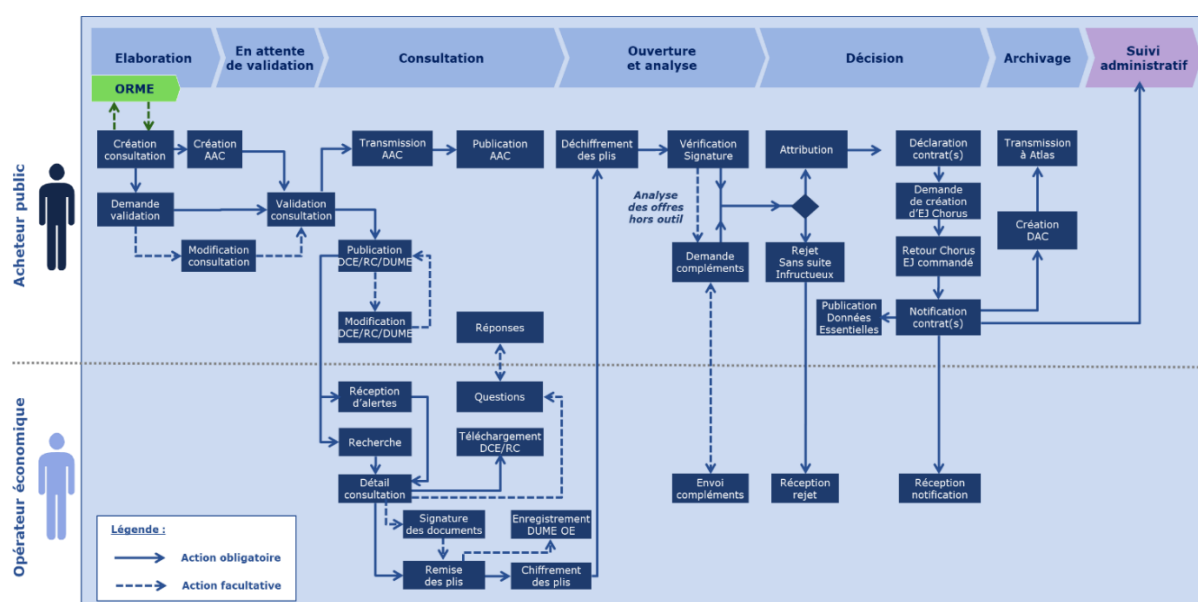 Elaboration
En attente
de validation
Consultation
Ouverture
et analyse
Décision
Archivage
Suivi
administratif
ORME
Acheteur public
Création
consultation
Création
AAC
Transmission
AAC
Publication
AAC
Déchiffrement
des plis
Vérification
Signature
Attribution
Déclaration
contrat(s)
Transmission
à Atlas
Demande
validation
Validation
consultation
Analyse
des offres
hors outil
Demande
de création
d'EJ Chorus
Création
DAC
Modification
consultation
Publication
DCE/RC/DUME
Demande
compléments
Rejet
Sans suite
Infructueux
Retour Chorus
EJ commandé
Modification
DCE/RC/DUME
Réponses
Publication
Données
Essentielles
Notification
contrat(s)
Opérateur économique
Réception
d'alertes
Questions
Recherche
Téléchargement
DCE/RC
Détail
consultation
Envoi
compléments
Réception
rejet
Réception
notification
Signature
des documents
Enregistrement
DUME OE
Remise
des plis
Chiffrement
des plis
Légende :
Action obligatoire
Action facultative